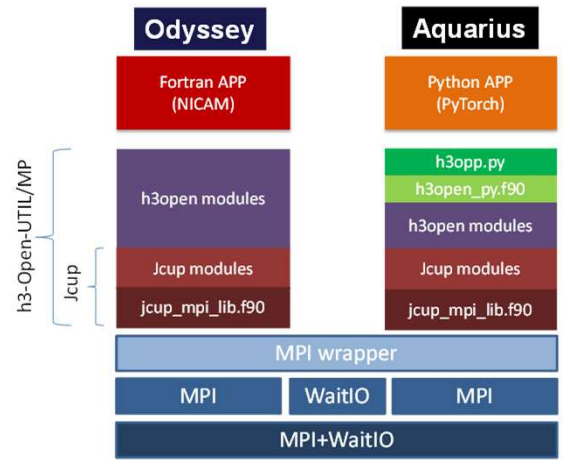 Odyssey
Aquarius
Fortran APP
(NICAM)
Python APP
(PyTorch)
h3-Open-UTIL/MP
Jcup
h3open modules
Jcup modules
jcup_mpi_lib.f90
h3opp.py
h3open_py.f90
h3open modules
Jcup modules
jcup_mpi_lib.f90
MPI wrapper
MPI
WaitIO
MPI
MPI+WaitIO